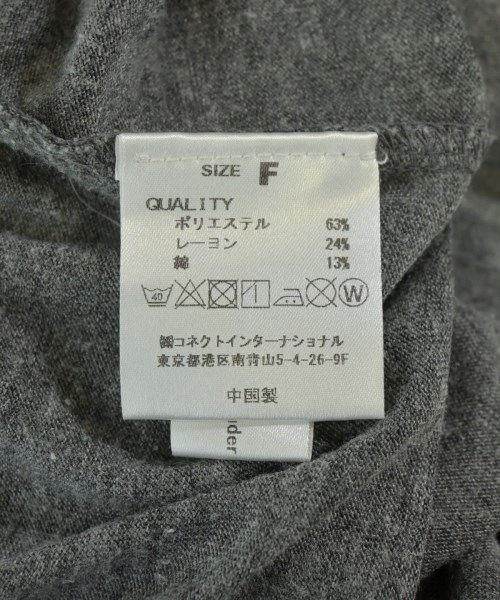 SIZE F
QUALITY
ポリエステル 63%
レーヨン 24%
綿 13%
40 W
㈱コネクトインターナショナル
東京都港区南青山5-4-26-9F
中国製
ider